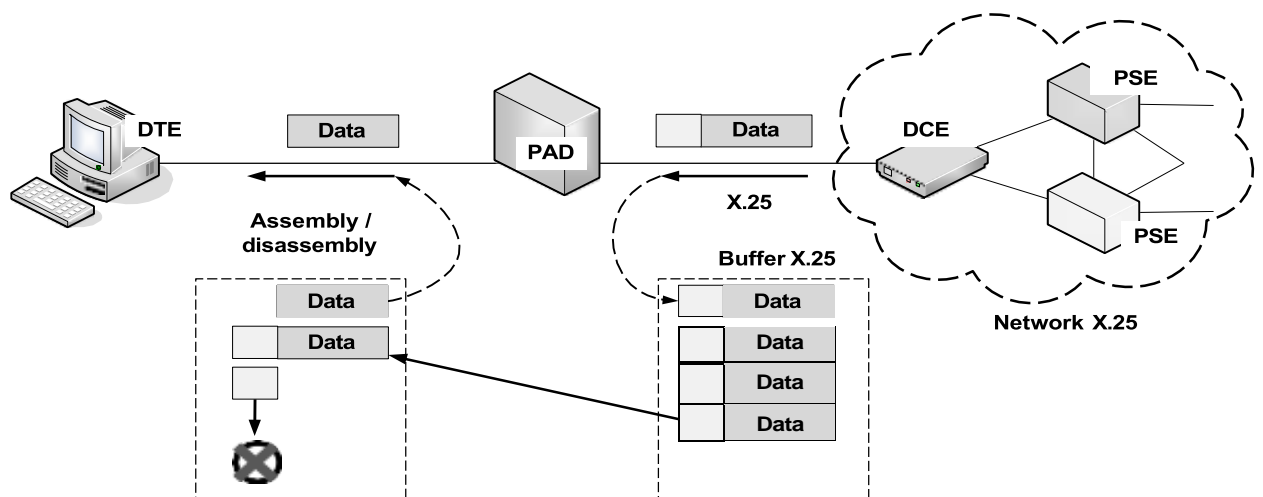 PSE
DTE
Data
Data
DCE
PAD
X.25
Assembly /
disassembly
PSE
Buffer X.25
Data
Data
Network X.25
Data
Data
Data
Data